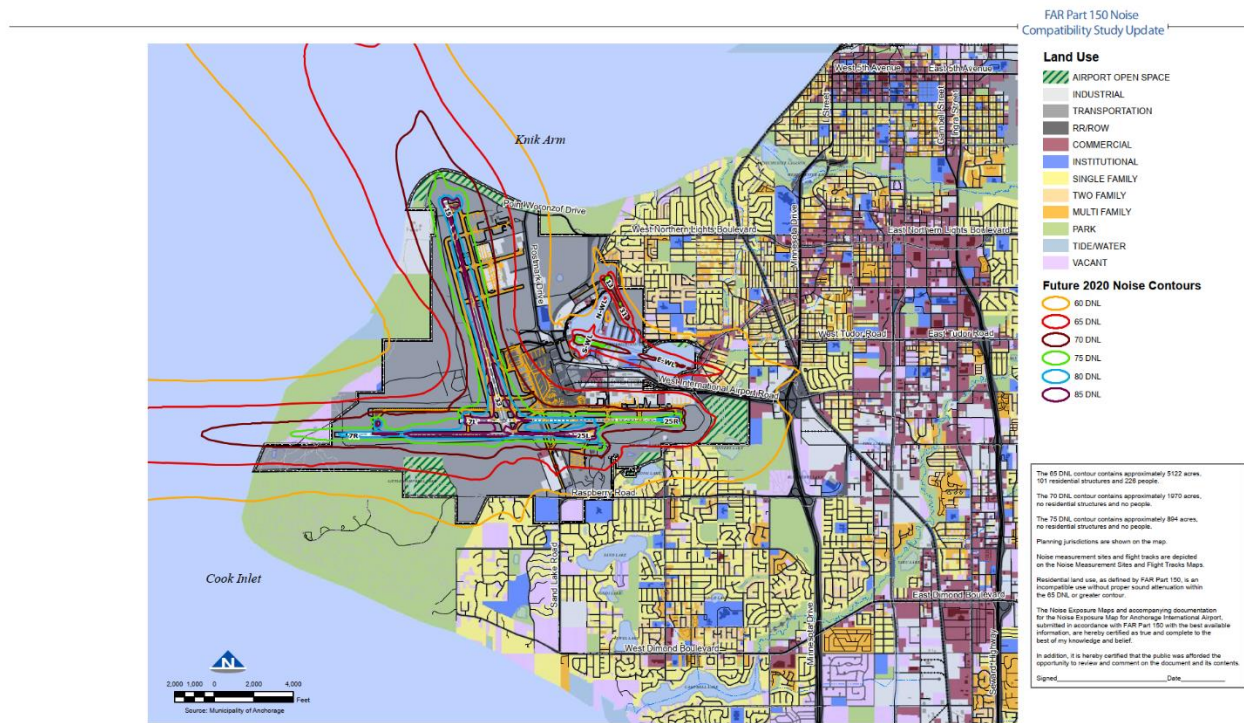 FAR Part 150 Noise
Compatibility Study Update
Land Use
AIRPORT OPEN SPACE
INDUSTRIAL
TRANSPORTATION
RR/ROW
COMMERCIAL
INSTITUTIONAL
SINGLE FAMILY
TWO FAMILY
MULTI FAMILY
PARK
TIDE/WATER
VACANT
Future 2020 Noise Contours
60 DNL
65 DNL
70 DNL
75 DNL
80 DNL
85 DNL
West 5th Avenue
East 5th Avenue
L Street
Gambell Street
Ingra Street
Knik Arm
Point Woronzof Drive
West Northern Lights Boulevard
East Northern Lights Boulevard
Minnesota Drive
Postmark Drive
N-WL
31
E-WL
West Tudor Road
East Tudor Road
West International Airport Road
7R
7L
25L
25R
Raspberry Road
Sand Lake Road
Cook Inlet
East Dimond Boulevard
West Dimond Boulevard
Minnesota Drive
Seward Highway
N
2,000 1,000 0 2,000 4,000
Feet
Source: Municipality of Anchorage
The 65 DNL contour contains approximately 5122 acres,
101 residential structures and 226 people.
The 70 DNL contour contains approximately 1970 acres,
no residential structures and no people.
The 75 DNL contour contains approximately 894 acres,
no residential structures and no people.
Planning jurisdictions are shown on the map.
Noise measurement sites and flight tracks are depicted
on the Noise Measurement Sites and Flight Tracks Maps.
Residential land use, as defined by FAR Part 150, is an
incompatible use without proper sound attenuation within
the 65 DNL or greater contour.
The Noise Exposure Maps and accompanying documentation
for the Noise Exposure Map for Anchorage International Airport,
submitted in accordance with FAR Part 150 with the best available
information, are hereby certified as true and complete to the
best of my knowledge and belief.
In addition, it is hereby certified that the public was afforded the
opportunity to review and comment on the document and its contents.
Signed Date